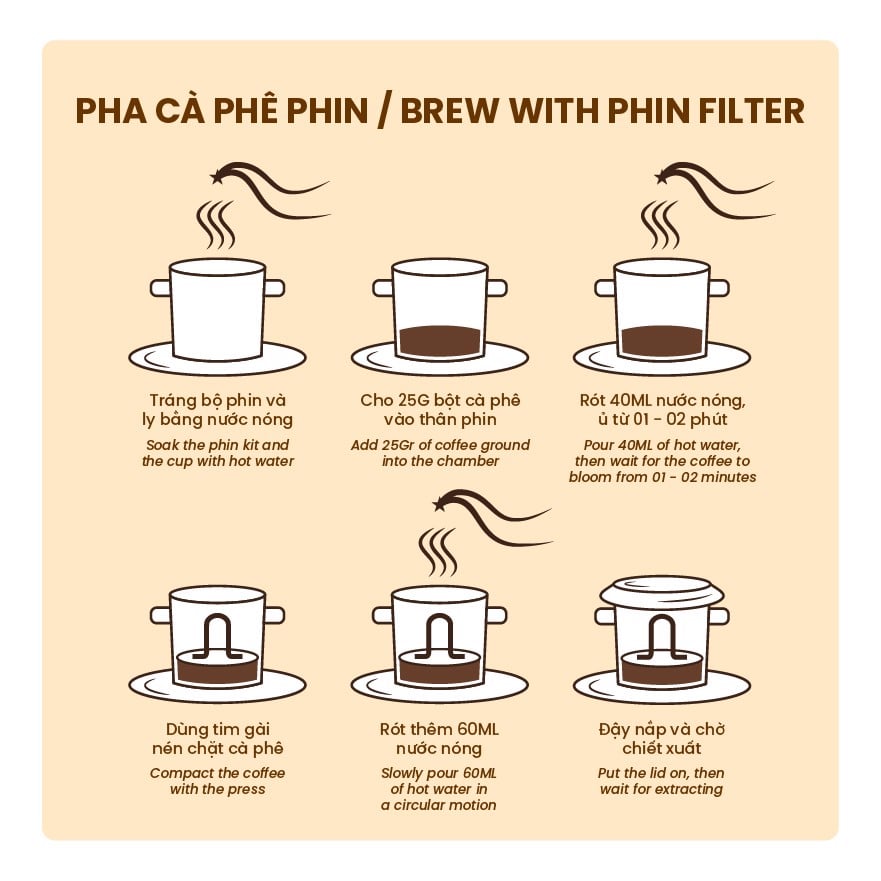 PHA CÀ PHÊ PHIN / BREW WITH PHIN FILTER
Tráng bộ phin và
ly bằng nước nóng
Soak the phin kit and
the cup with hot water
Cho 25G bột cà phê
vào thân phin
Add 25Gr of coffee ground
into the chamber
Rót 40ML nước nóng,
ủ từ 01 - 02 phút
Pour 40ML of hot water,
then wait for the coffee to
bloom from 01 - 02 minutes
Dùng tim gài
nén chặt cà phê
Compact the coffee
with the press
Rót thêm 60ML
nước nóng
Slowly pour 60ML
of hot water in
a circular motion
Đậy nắp và chờ
chiết xuất
Put the lid on, then
wait for extracting